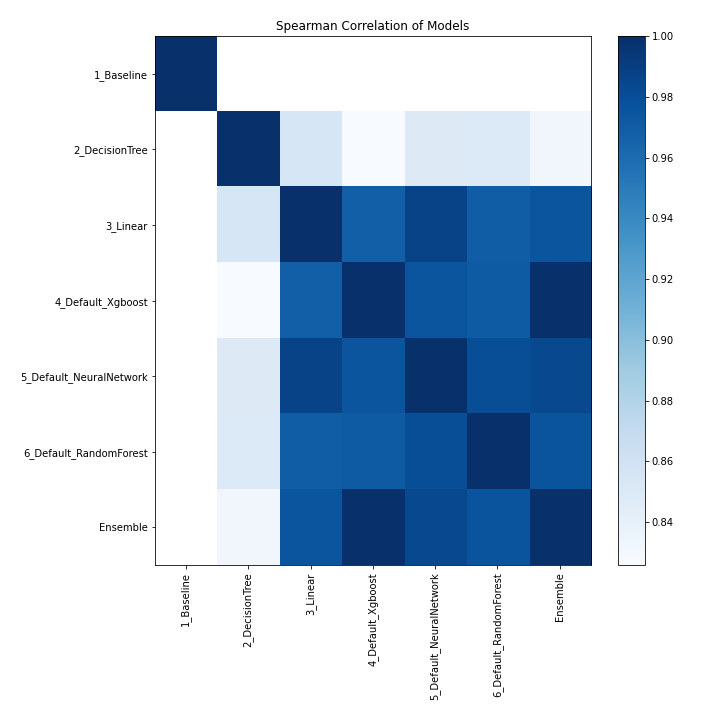 Spearman Correlation of Models
1_Baseline
2_DecisionTree
3_Linear
4_Default_Xgboost
5_Default_NeuralNetwork
6_Default_RandomForest
Ensemble
1_Baseline
2_DecisionTree
3_Linear
4_Default_Xgboost
5_Default_NeuralNetwork
6_Default_RandomForest
Ensemble
1.00
0.98
0.96
0.94
0.92
0.90
0.88
0.86
0.84